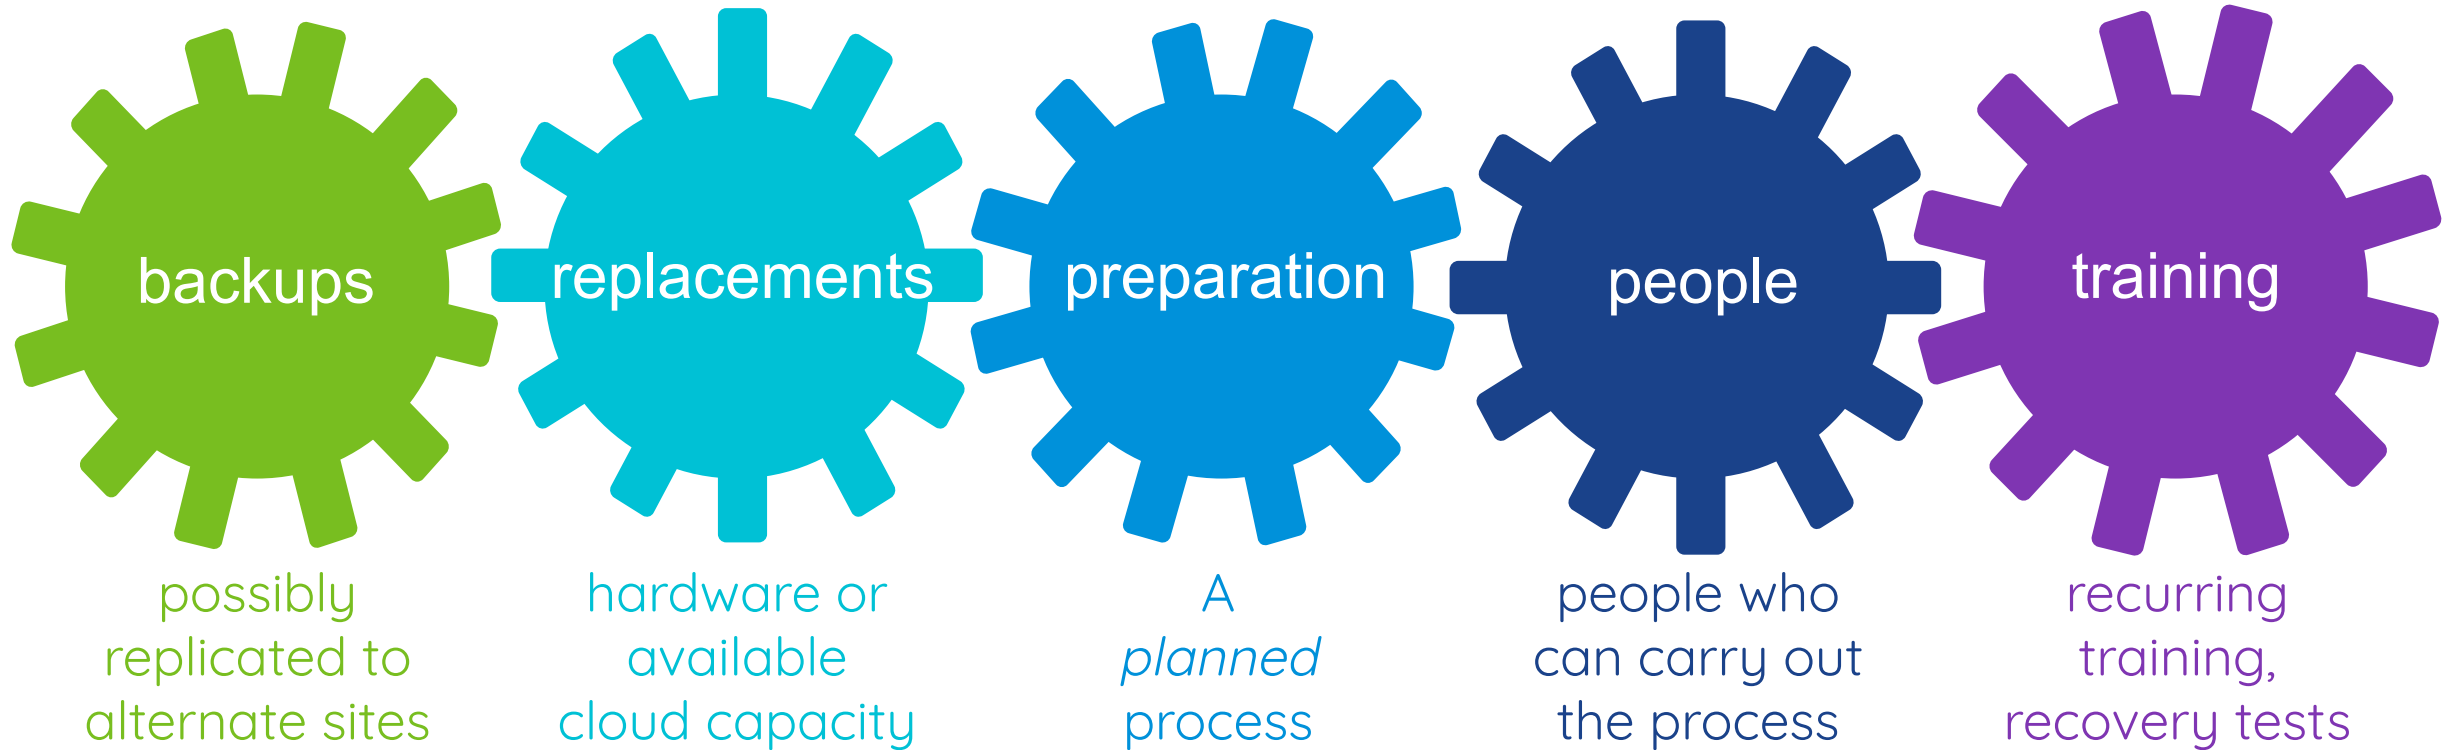 backups
replacements
preparation
people
training
possibly
replicated to
alternate sites
hardware or
available
cloud capacity
A
planned
process
people who
can carry out
the process
recurring
training,
recovery tests